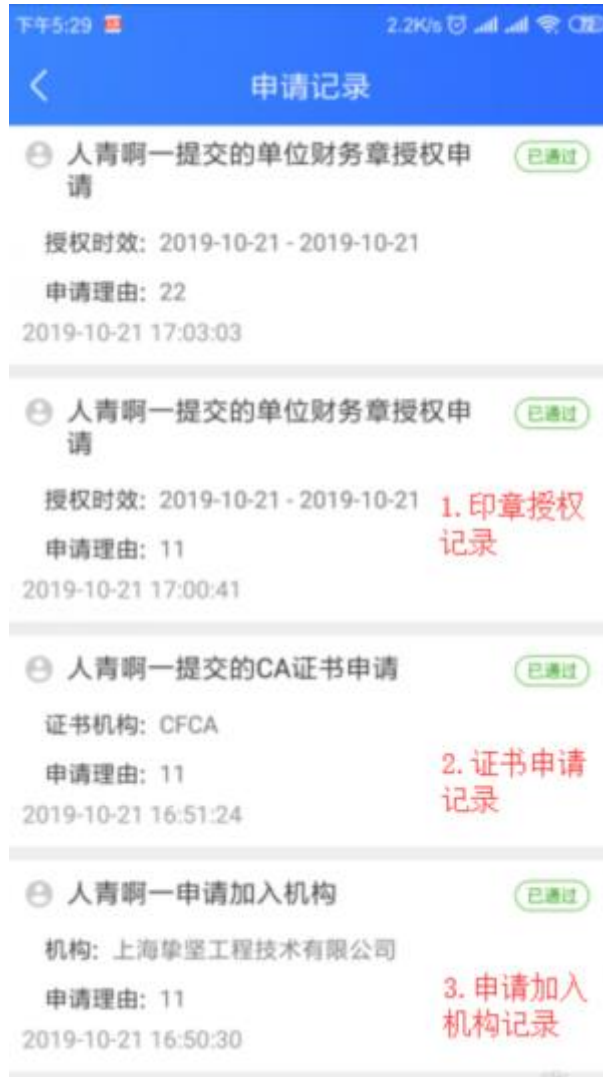 下午5:29
2.2K/s
申请记录
人青啊一提交的单位财务章授权申
请
已通过
授权时效: 2019-10-21 - 2019-10-21
申请理由: 22
2019-10-21 17:03:03
人青啊一提交的单位财务章授权申
请
已通过
授权时效: 2019-10-21 - 2019-10-21
申请理由: 11
2019-10-21 17:00:41
1.印章授权
记录
人青啊一提交的CA证书申请
已通过
证书机构: CFCA
申请理由: 11
2019-10-21 16:51:24
2.证书申请
记录
人青啊一申请加入机构
已通过
机构: 上海挚坚工程技术有限公司
申请理由: 11
2019-10-21 16:50:30
3.申请加入
机构记录